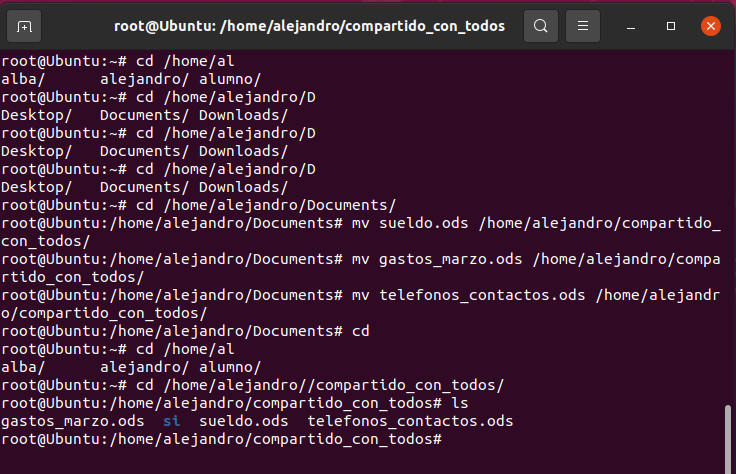 root@Ubuntu: /home/alejandro/compartido_con_todos
root@Ubuntu:~# cd /home/al
alba/      alejandro/ alumno/
root@Ubuntu:~# cd /home/alejandro/D
Desktop/   Documents/ Downloads/
root@Ubuntu:~# cd /home/alejandro/D
Desktop/   Documents/ Downloads/
root@Ubuntu:~# cd /home/alejandro/D
Desktop/   Documents/ Downloads/
root@Ubuntu:~# cd /home/alejandro/Documents/
root@Ubuntu:/home/alejandro/Documents# mv sueldo.ods /home/alejandro/compartido_
con_todos/
root@Ubuntu:/home/alejandro/Documents# mv gastos_marzo.ods /home/alejandro/compa
rtido_con_todos/
root@Ubuntu:/home/alejandro/Documents# mv telefonos_contactos.ods /home/alejandr
o/compartido_con_todos/
root@Ubuntu:/home/alejandro/Documents# cd
root@Ubuntu:~# cd /home/al
alba/      alejandro/ alumno/
root@Ubuntu:~# cd /home/alejandro//compartido_con_todos/
root@Ubuntu:/home/alejandro/compartido_con_todos# ls
gastos_marzo.ods  si  sueldo.ods  telefonos_contactos.ods
root@Ubuntu:/home/alejandro/compartido_con_todos#